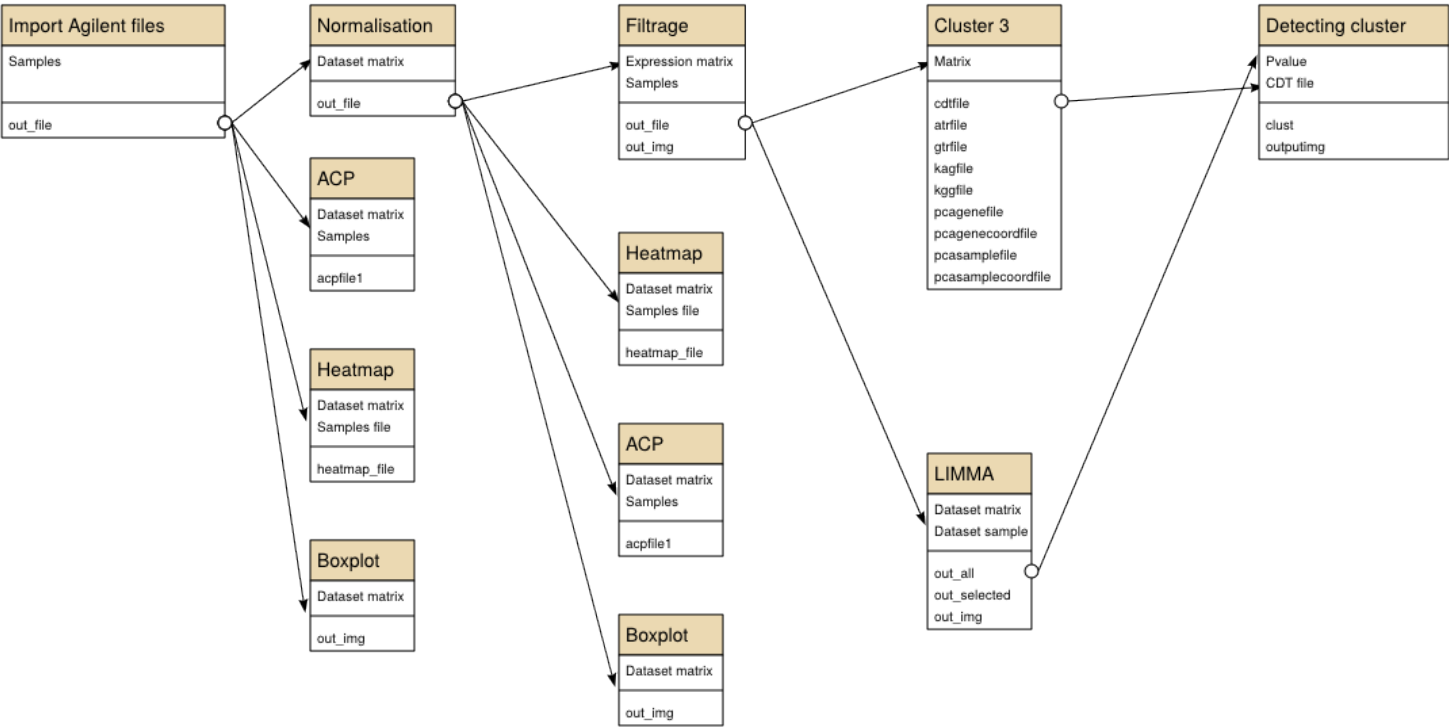 Import Agilent files
Samples
out_file
Normalisation
Dataset matrix
out_file
ACP
Dataset matrix
Samples
acpfile1
Heatmap
Dataset matrix
Samples file
heatmap_file
Boxplot
Dataset matrix
out_img
Filtrage
Expression matrix
Samples
out_file
out_img
Heatmap
Dataset matrix
Samples file
heatmap_file
ACP
Dataset matrix
Samples
acpfile1
Boxplot
Dataset matrix
out_img
Cluster 3
Matrix
cdtfile
atrfile
gtrfile
kagfile
kggfile
pcagenefile
pcagenecoordfile
pcasamplefile
pcasamplecoordfile
LIMMA
Dataset matrix
Dataset sample
out_all
out_selected
out_img
Detecting cluster
Pvalue
CDT file
clust
outputimg